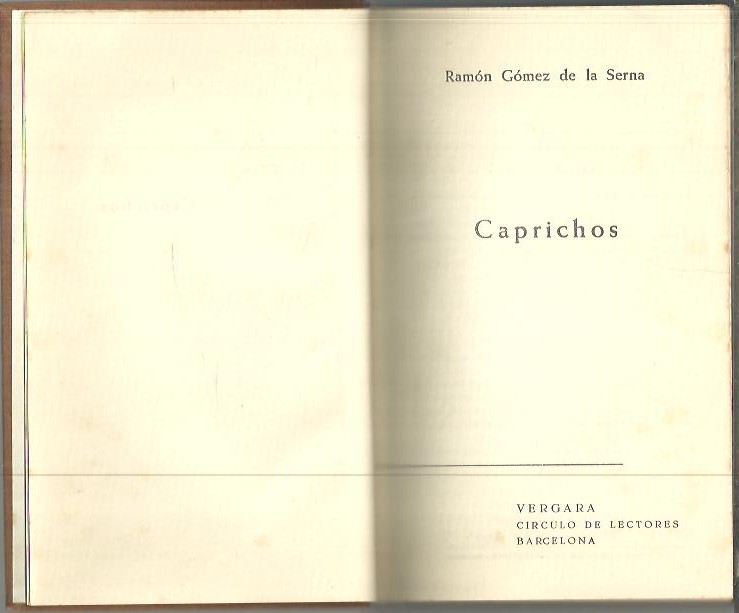 Ramón Gómez de la Serna
Caprichos
VERGARA
CIRCULO DE LECTORES
BARCELONA